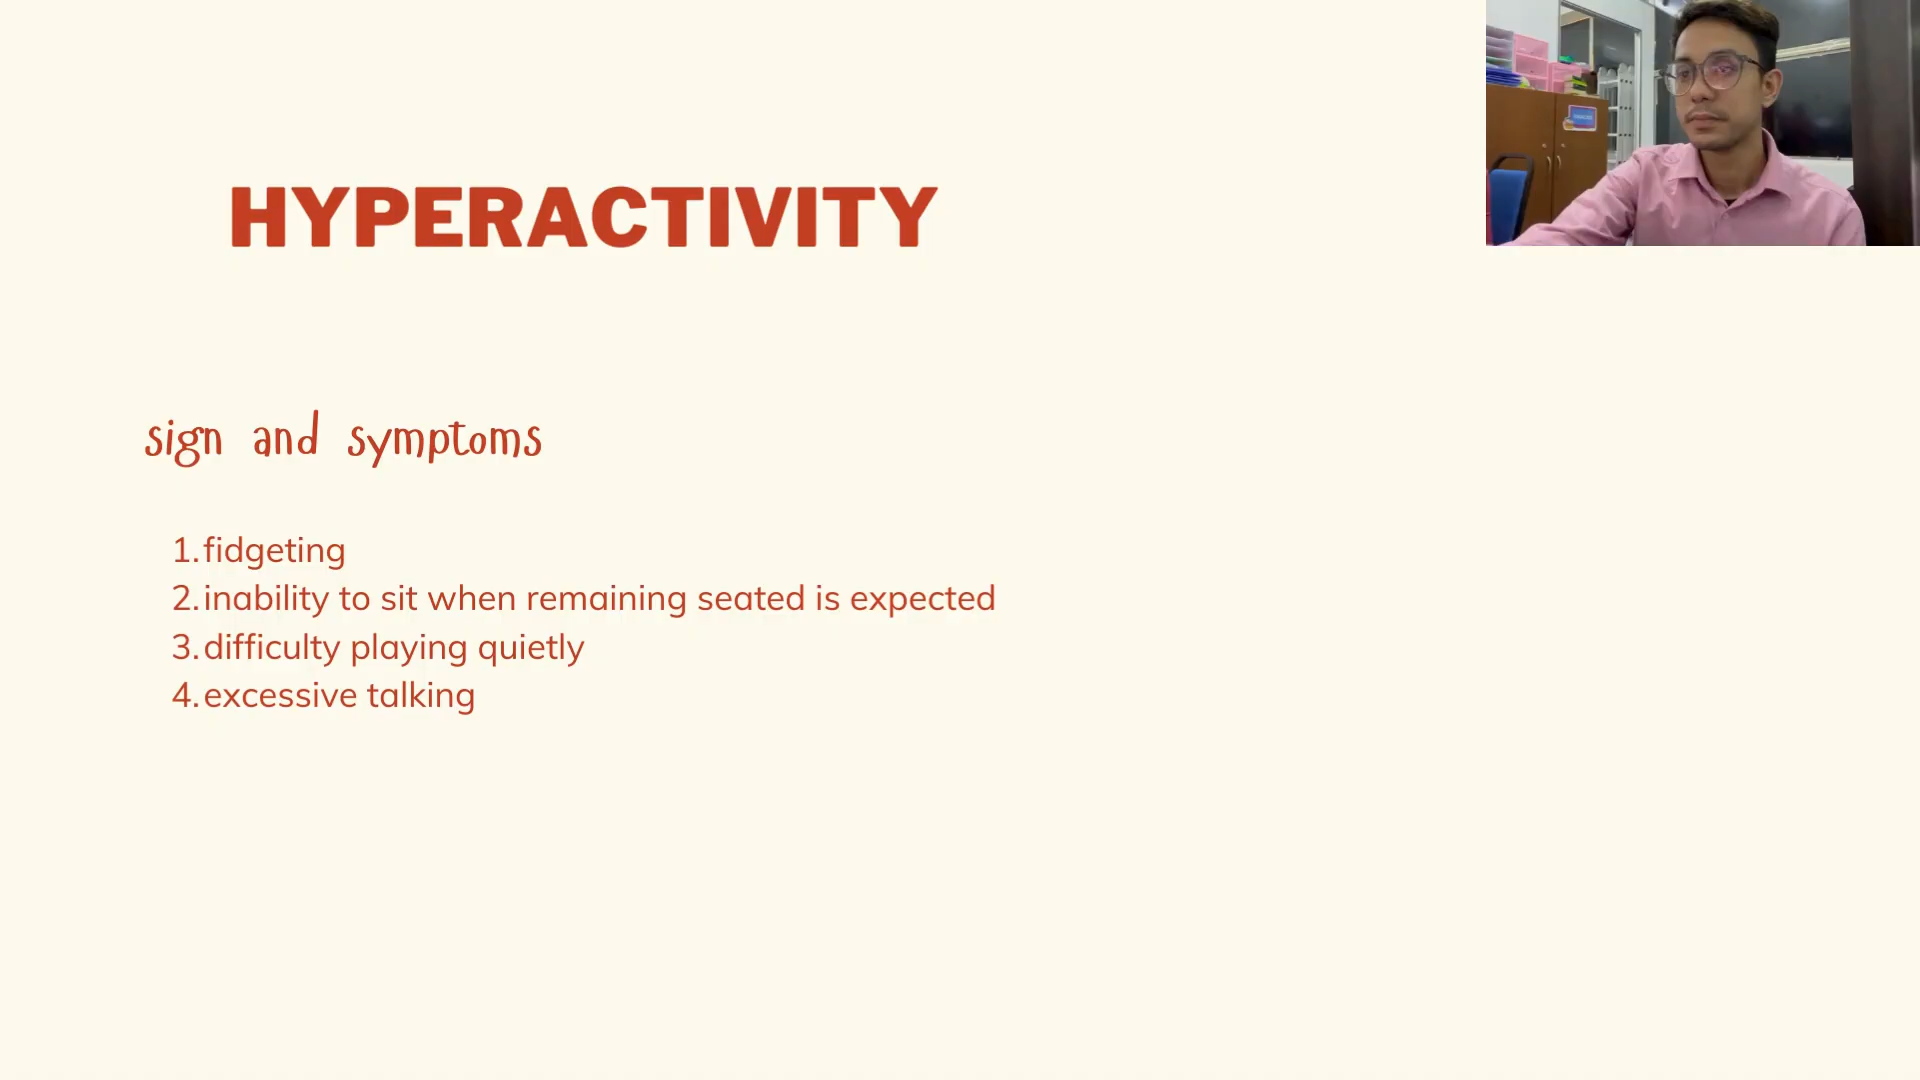 HYPERACTIVITY
sign and symptoms
1. fidgeting
2. inability to sit when remaining seated is expected
3. difficulty playing quietly
4. excessive talking